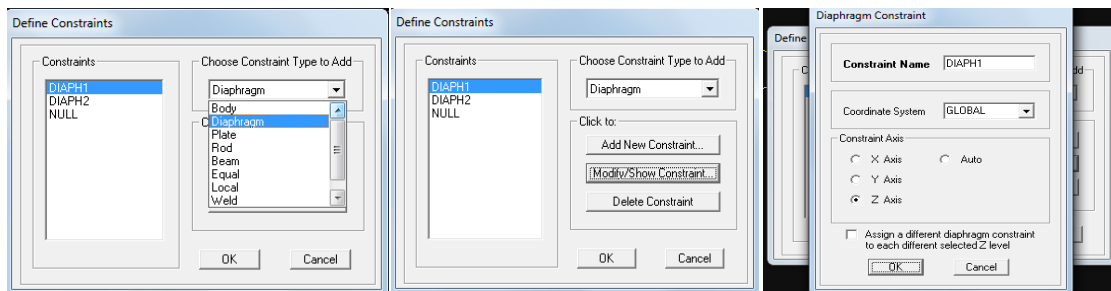 Define Constraints
Constraints
DIAPH1
DIAPH2
NULL
Choose Constraint Type to Add
Diaphragm
Body
Diaphragm
Plate
Rod
Beam
Equal
Local
Weld
OK
Cancel
Define Constraints
Constraints
DIAPH1
DIAPH2
NULL
Choose Constraint Type to Add
Diaphragm
Click to:
Add New Constraint...
Modify/Show Constraint...
Delete Constraint
OK
Cancel
Define
Diaphragm Constraint
Constraint Name
DIAPH1
Coordinate System
GLOBAL
Constraint Axis
X Axis
Auto
Y Axis
Z Axis
Assign a different diaphragm constraint
to each different selected Z level
OK
Cancel